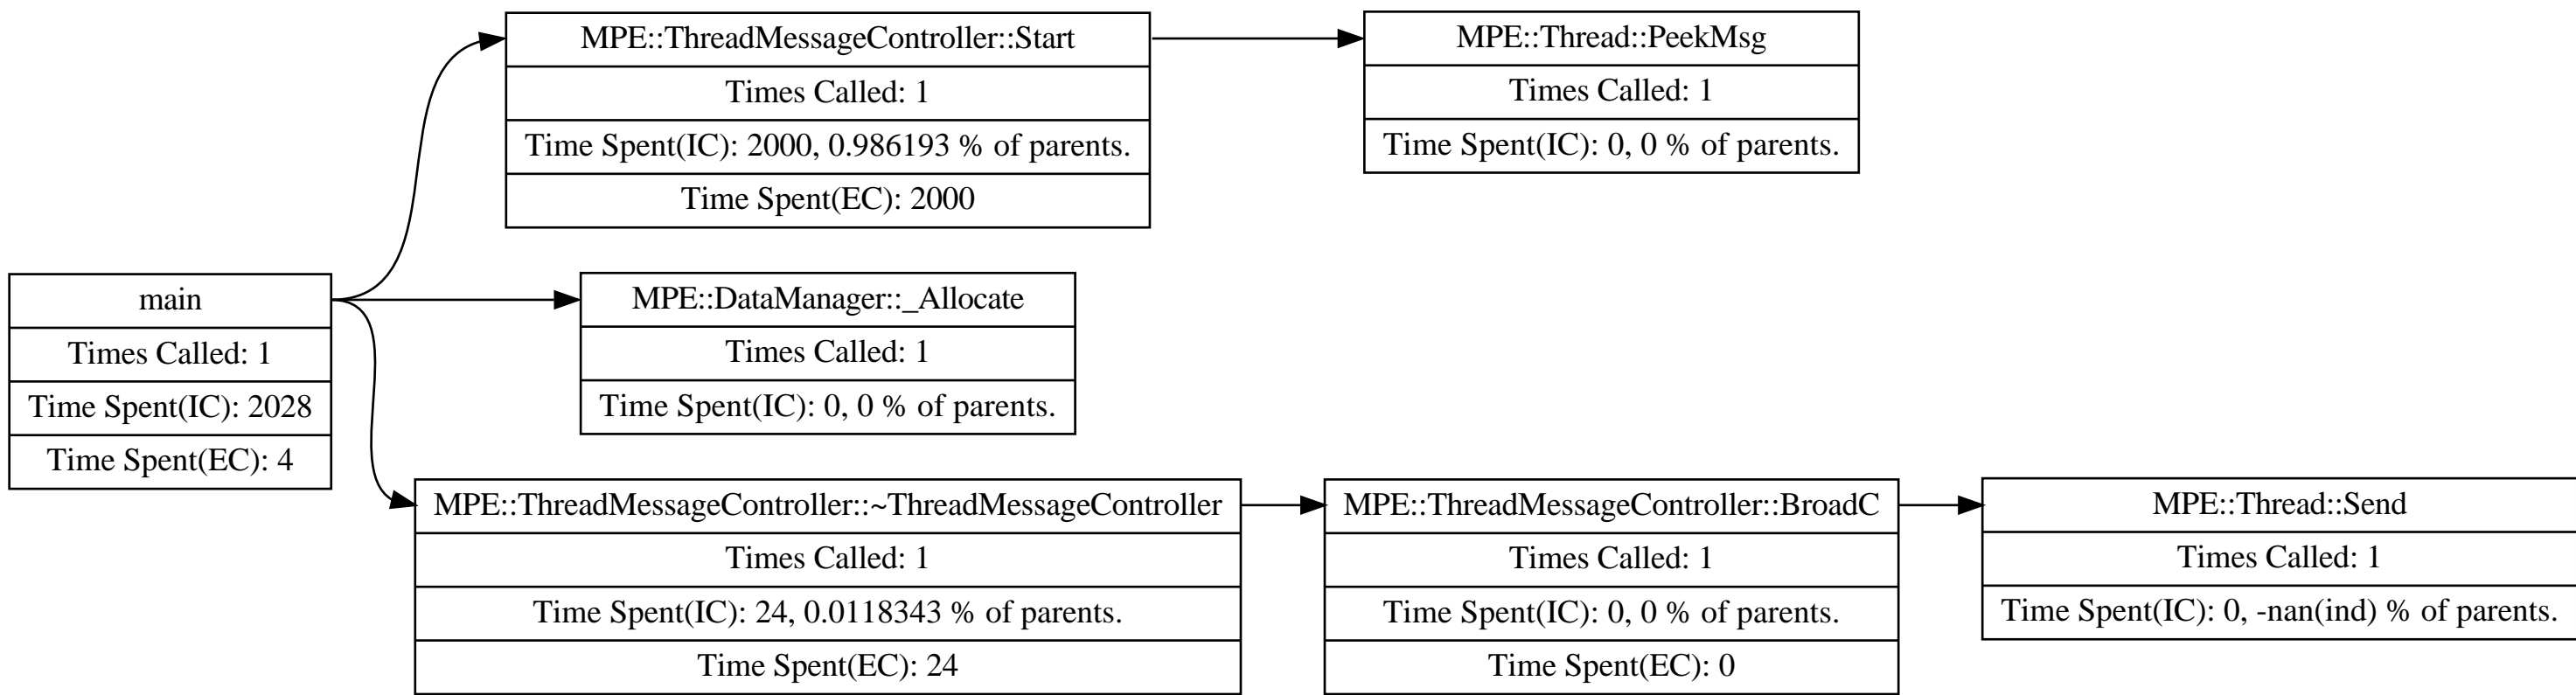 MPE::ThreadMessageController::Start
Times Called: 1
Time Spent(IC): 2000, 0.986193 % of parents.
Time Spent(EC): 2000
MPE::Thread::PeekMsg
Times Called: 1
Time Spent(IC): 0, 0 % of parents.
main
Times Called: 1
Time Spent(IC): 2028
Time Spent(EC): 4
MPE::DataManager::_Allocate
Times Called: 1
Time Spent(IC): 0, 0 % of parents.
MPE::ThreadMessageController::~ThreadMessageController
Times Called: 1
Time Spent(IC): 24, 0.0118343 % of parents.
Time Spent(EC): 24
MPE::ThreadMessageController::BroadC
Times Called: 1
Time Spent(IC): 0, 0 % of parents.
Time Spent(EC): 0
MPE::Thread::Send
Times Called: 1
Time Spent(IC): 0, -nan(ind) % of parents.